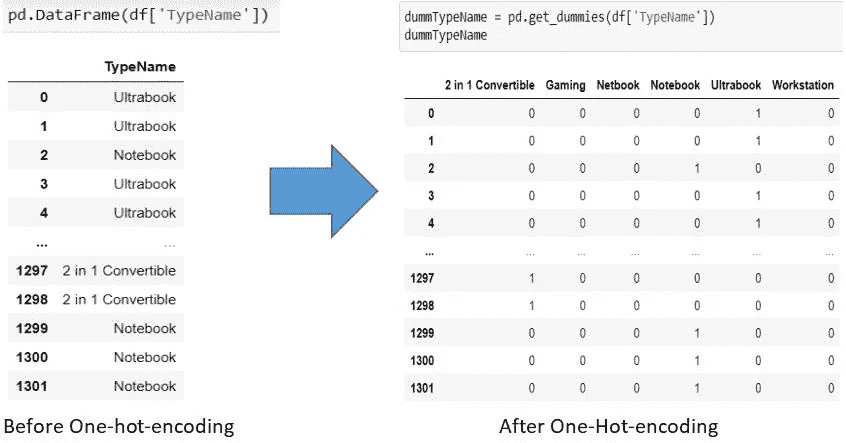 pd.DataFrame(df['TypeName'])
TypeName
0 Ultrabook
1 Ultrabook
2 Notebook
3 Ultrabook
4 Ultrabook
... ...
1297 2 in 1 Convertible
1298 2 in 1 Convertible
1299 Notebook
1300 Notebook
1301 Notebook
Before One-hot-encoding
dummTypeName = pd.get_dummies(df['TypeName'])
dummTypeName
2 in 1 Convertible Gaming Netbook Notebook Ultrabook Workstation
0 0 0 0 0 1 0
1 0 0 0 0 1 0
2 0 0 0 1 0 0
3 0 0 0 0 1 0
4 0 0 0 0 1 0
... ... ... ... ... ... ...
1297 1 0 0 0 0 0
1298 1 0 0 0 0 0
1299 0 0 0 1 0 0
1300 0 0 0 1 0 0
1301 0 0 0 1 0 0
After One-Hot-encoding